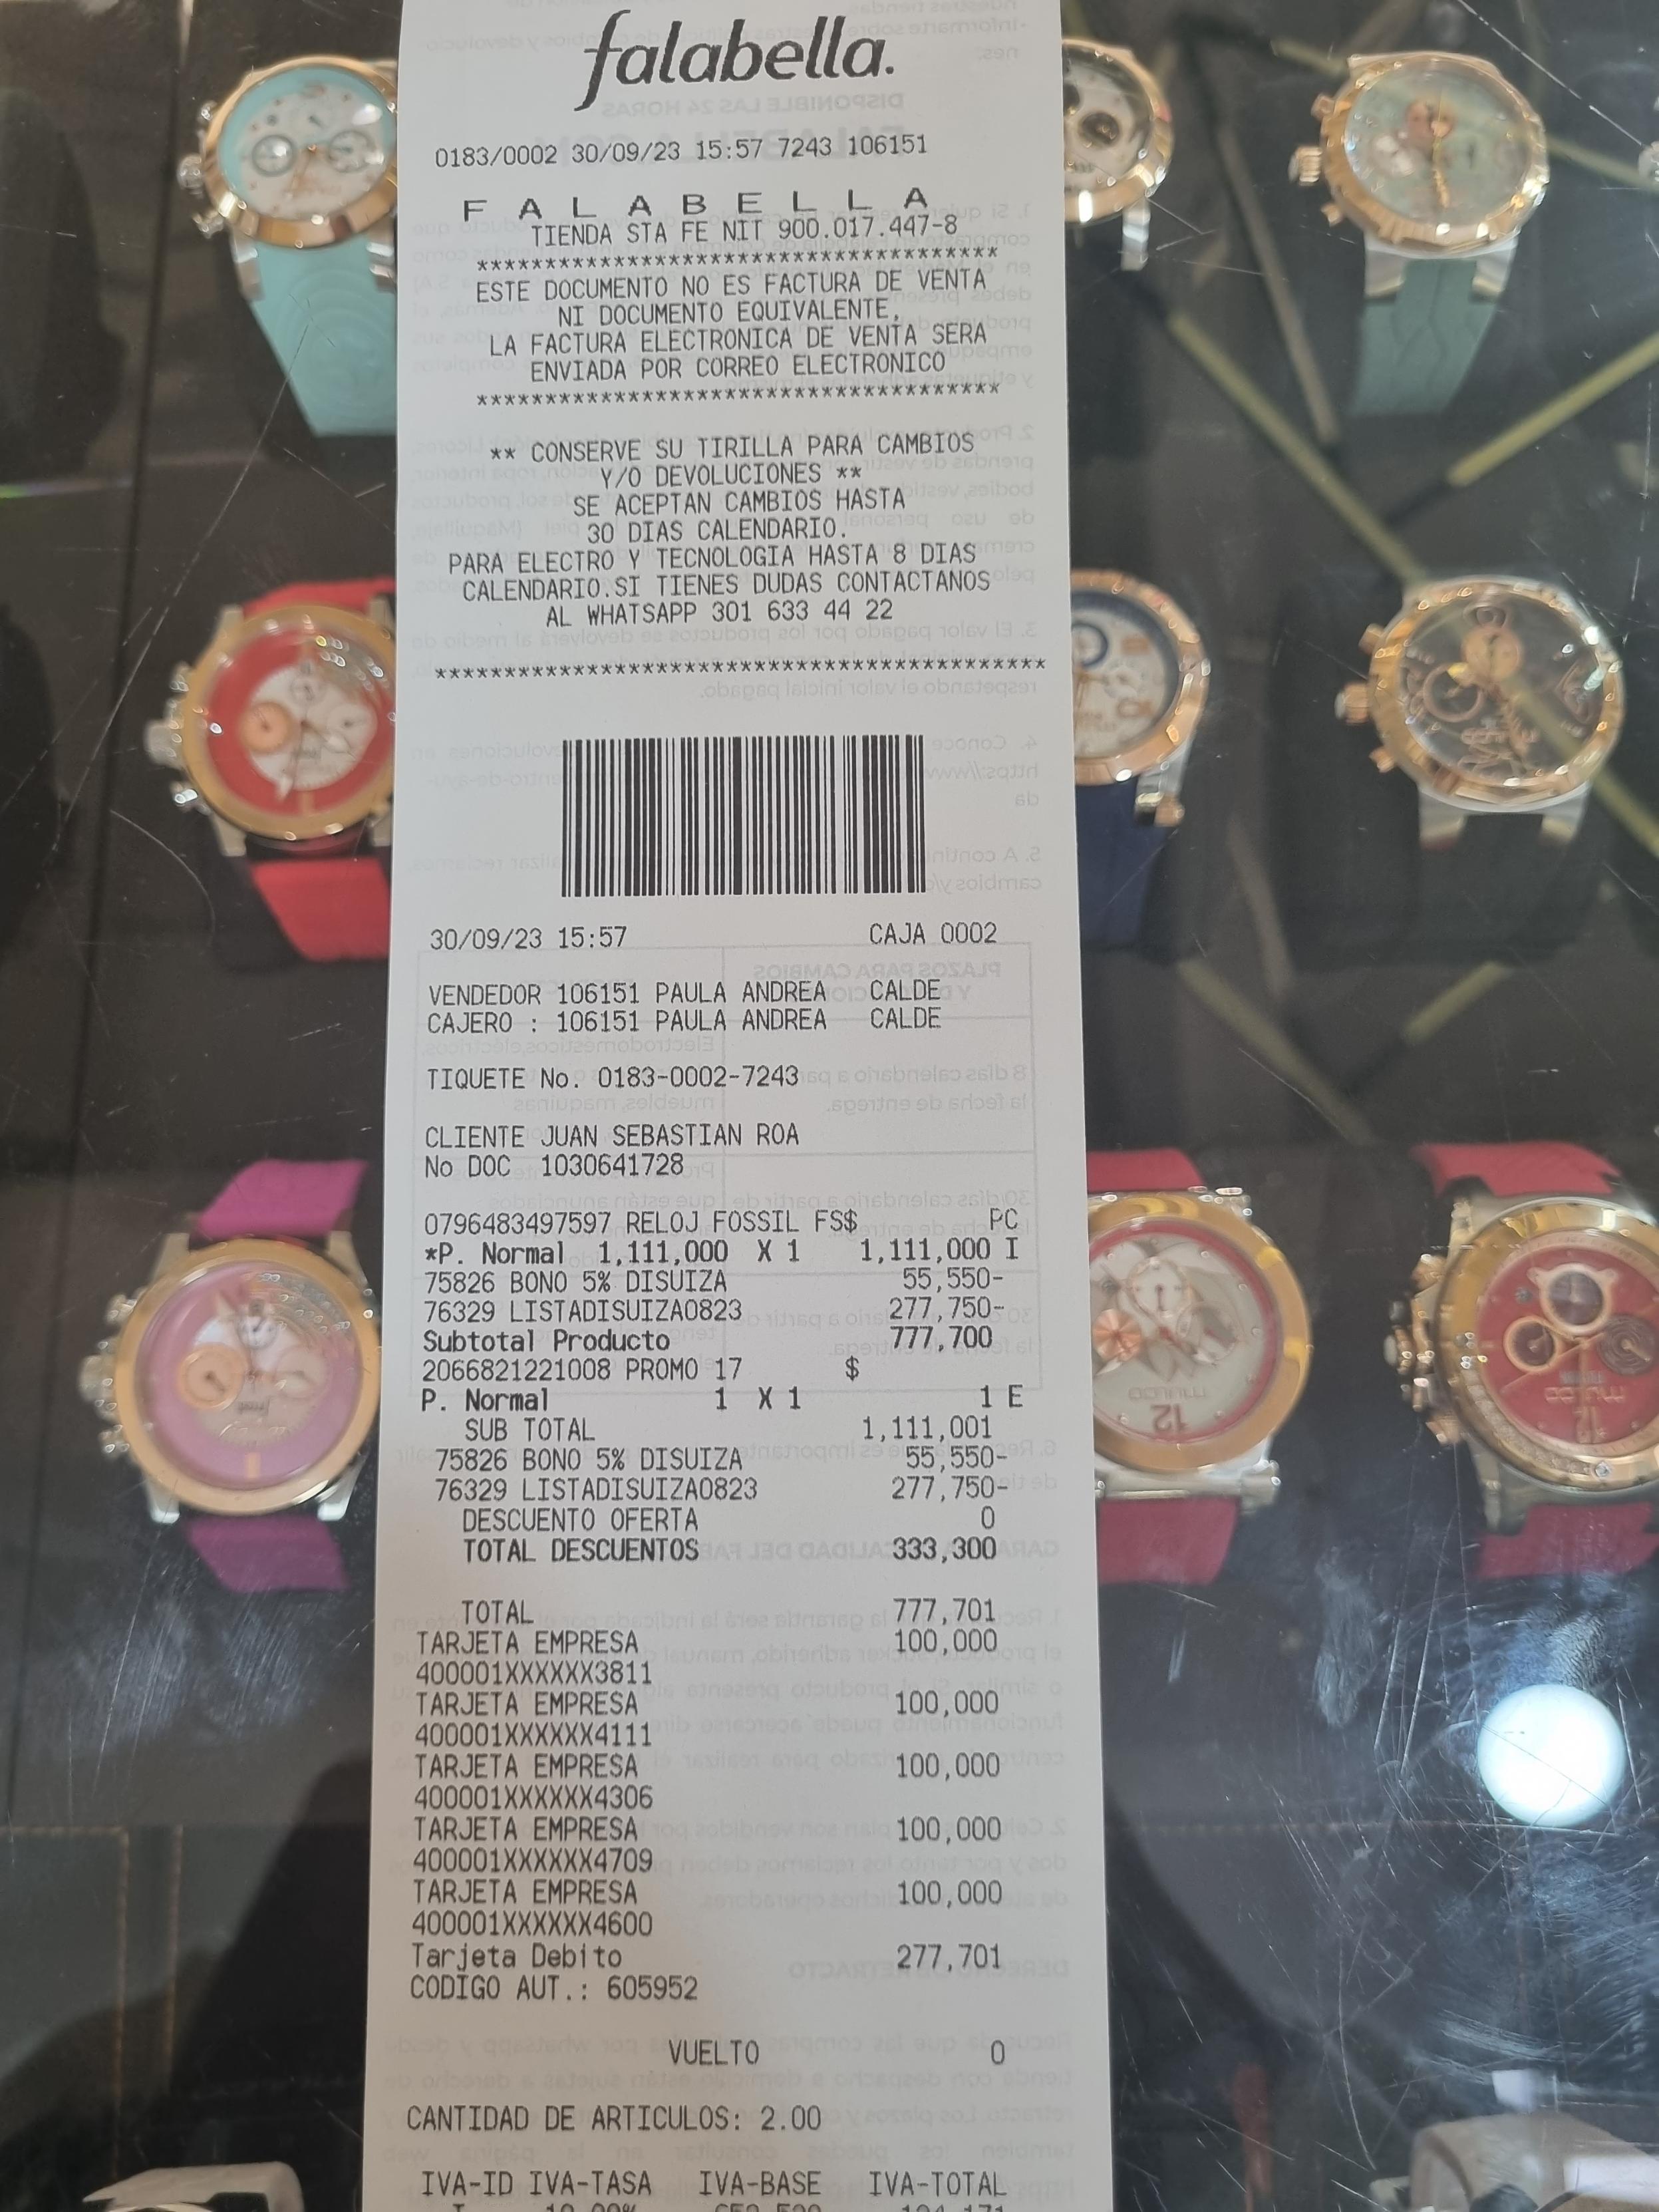 falabella.
0183/0002 30/09/23 15:57 7243 106151
F A L A B E L L A
TIENDA STA FE NIT 900.017.447-8
**************************************
ESTE DOCUMENTO NO ES FACTURA DE VENTA
NI DOCUMENTO EQUIVALENTE,
LA FACTURA ELECTRONICA DE VENTA SERA
ENVIADA POR CORREO ELECTRONICO
**************************************
** CONSERVE SU TIRILLA PARA CAMBIOS
Y/O DEVOLUCIONES **
SE ACEPTAN CAMBIOS HASTA
30 DIAS CALENDARIO.
PARA ELECTRO Y TECNOLOGIA HASTA 8 DIAS
CALENDARIO.SI TIENES DUDAS CONTACTANOS
AL WHATSAPP 301 633 44 22
********************************************
30/09/23 15:57 CAJA 0002
VENDEDOR 106151 PAULA ANDREA CALDE
CAJERO : 106151 PAULA ANDREA CALDE
TIQUETE No. 0183-0002-7243
CLIENTE JUAN SEBASTIAN ROA
No DOC 1030641728
0796483497597 RELOJ FOSSIL FS$ PC
*P. Normal 1,111,000 X 1 1,111,000 I
75826 BONO 5% DISUIZA 55,550-
76329 LISTADISUIZA0823 277,750-
Subtotal Producto 777,700
2066821221008 PROMO 17 $
P. Normal 1 X 1 1 E
SUB TOTAL 1,111,001
75826 BONO 5% DISUIZA 55,550-
76329 LISTADISUIZA0823 277,750-
DESCUENTO OFERTA 0
TOTAL DESCUENTOS 333,300
TOTAL 777,701
TARJETA EMPRESA 100,000
400001XXXXXX3811
TARJETA EMPRESA 100,000
400001XXXXXX4111
TARJETA EMPRESA 100,000
400001XXXXXX4306
TARJETA EMPRESA 100,000
400001XXXXXX4709
TARJETA EMPRESA 100,000
400001XXXXXX4600
Tarjeta Debito 277,701
CODIGO AUT.: 605952
VUELTO 0
CANTIDAD DE ARTICULOS: 2.00
IVA-ID IVA-TASA IVA-BASE IVA-TOTAL